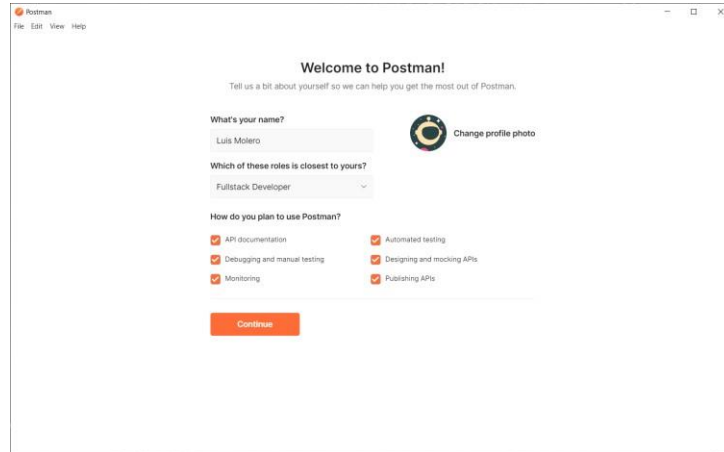 Postman
File Edit View Help
Welcome to Postman!
Tell us a bit about yourself so we can help you get the most out of Postman.
What's your name?
Luis Molero
Change profile photo
Which of these roles is closest to yours?
Fullstack Developer
How do you plan to use Postman?
API documentation
Automated testing
Debugging and manual testing
Designing and mocking APIs
Monitoring
Publishing APIs
Continue